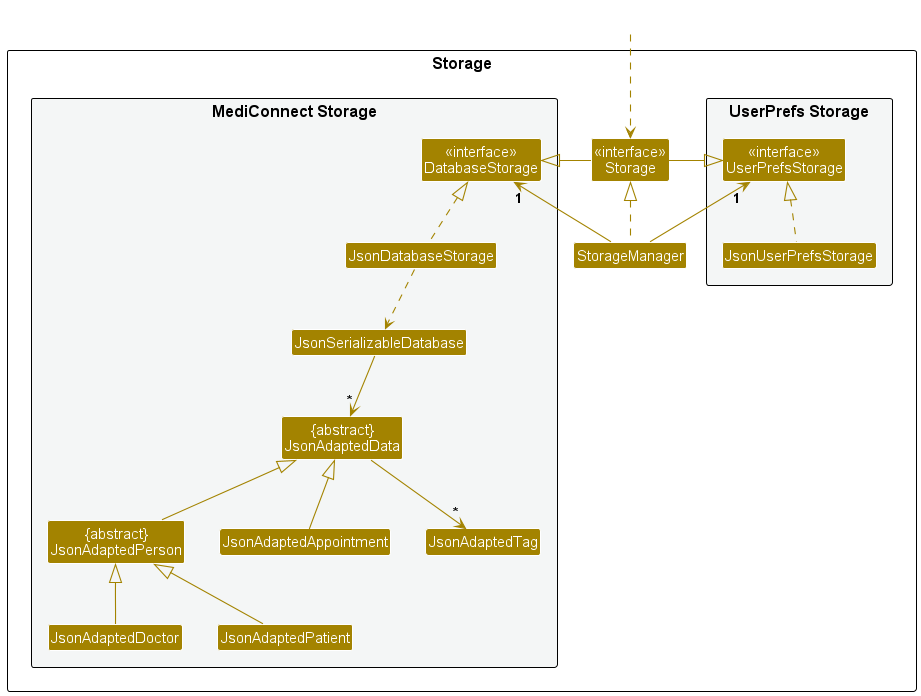 Storage
MediConnect Storage
UserPrefs Storage
«interface»
DatabaseStorage
«interface»
Storage
«interface»
UserPrefsStorage
1
1
JsonDatabaseStorage
StorageManager
JsonUserPrefsStorage
JsonSerializableDatabase
*
{abstract}
JsonAdaptedData
*
{abstract}
JsonAdaptedPerson
JsonAdaptedAppointment
JsonAdaptedTag
JsonAdaptedDoctor
JsonAdaptedPatient